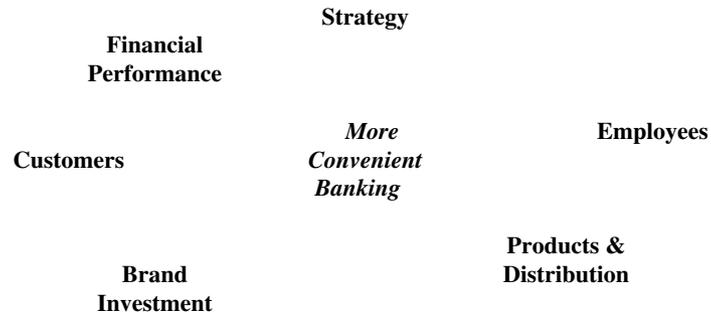 Strategy
Financial
Performance
More
Convenient
Banking
Employees
Customers
Products &
Distribution
Brand
Investment